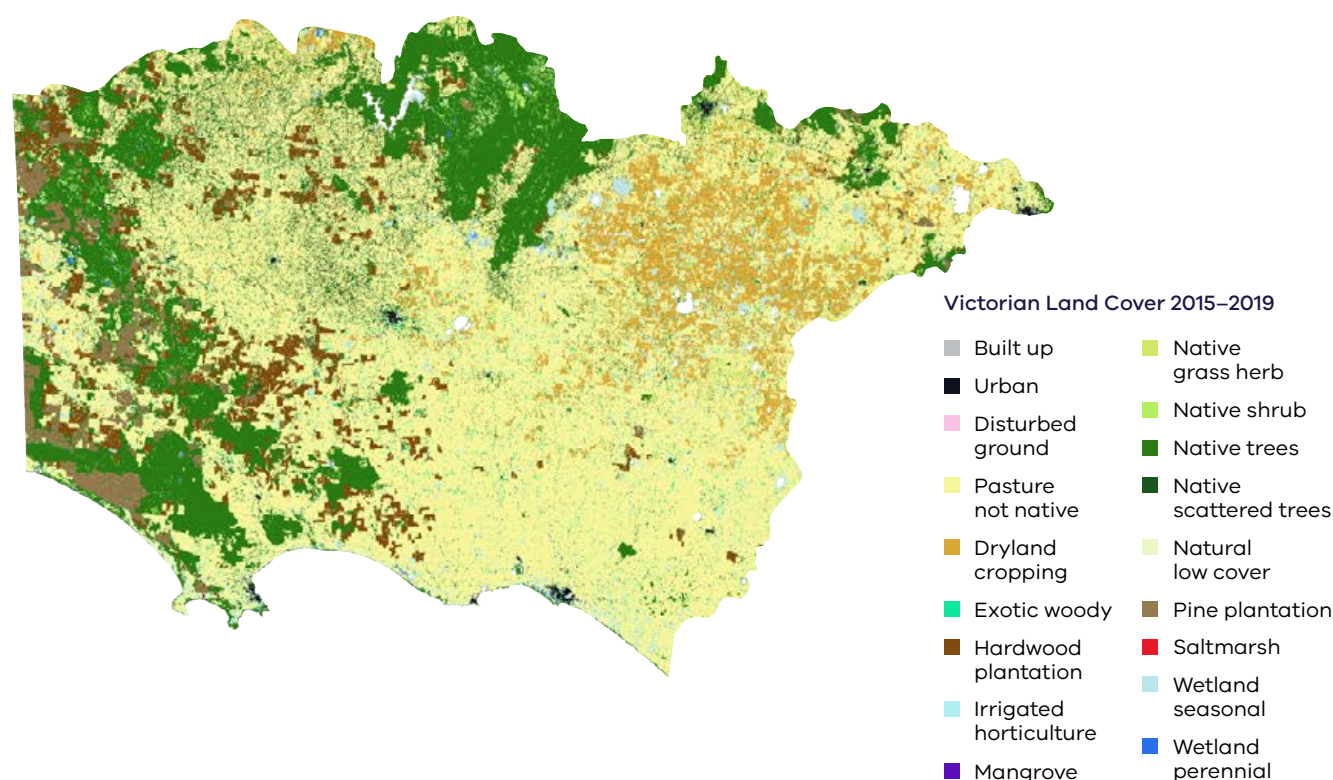 Victorian Land Cover 2015–2019
Built up
Urban
Disturbed
ground
Pasture
not native
Dryland
cropping
Exotic woody
Hardwood
plantation
Irrigated
horticulture
Mangrove
Native
grass herb
Native shrub
Native trees
Native
scattered trees
Natural
low cover
Pine plantation
Saltmarsh
Wetland
seasonal
Wetland
perennial